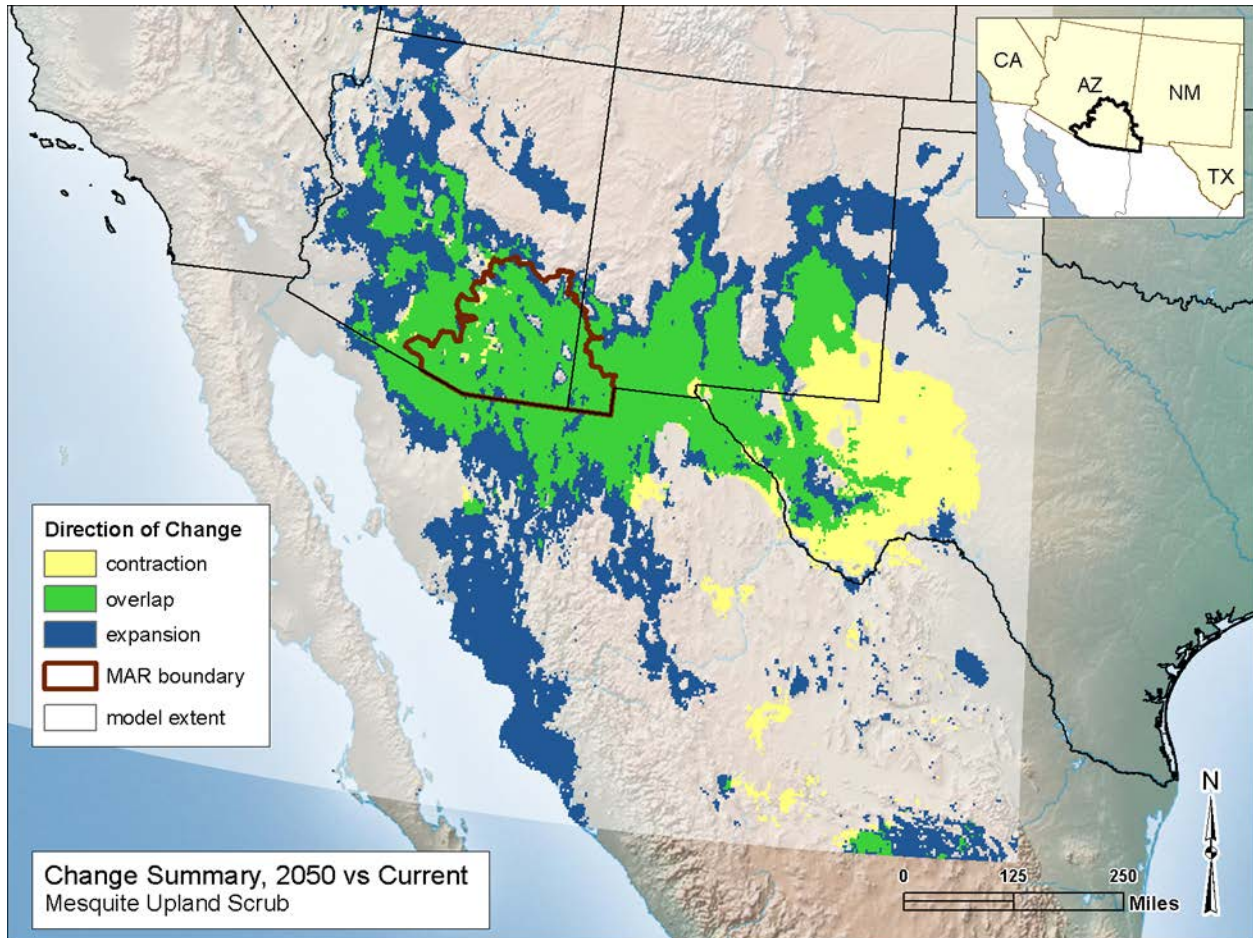 CA
AZ
NM
TX
Direction of Change
contraction
overlap
expansion
MAR boundary
model extent
N
Change Summary, 2050 vs Current
Mesquite Upland Scrub
0 125 250
Miles